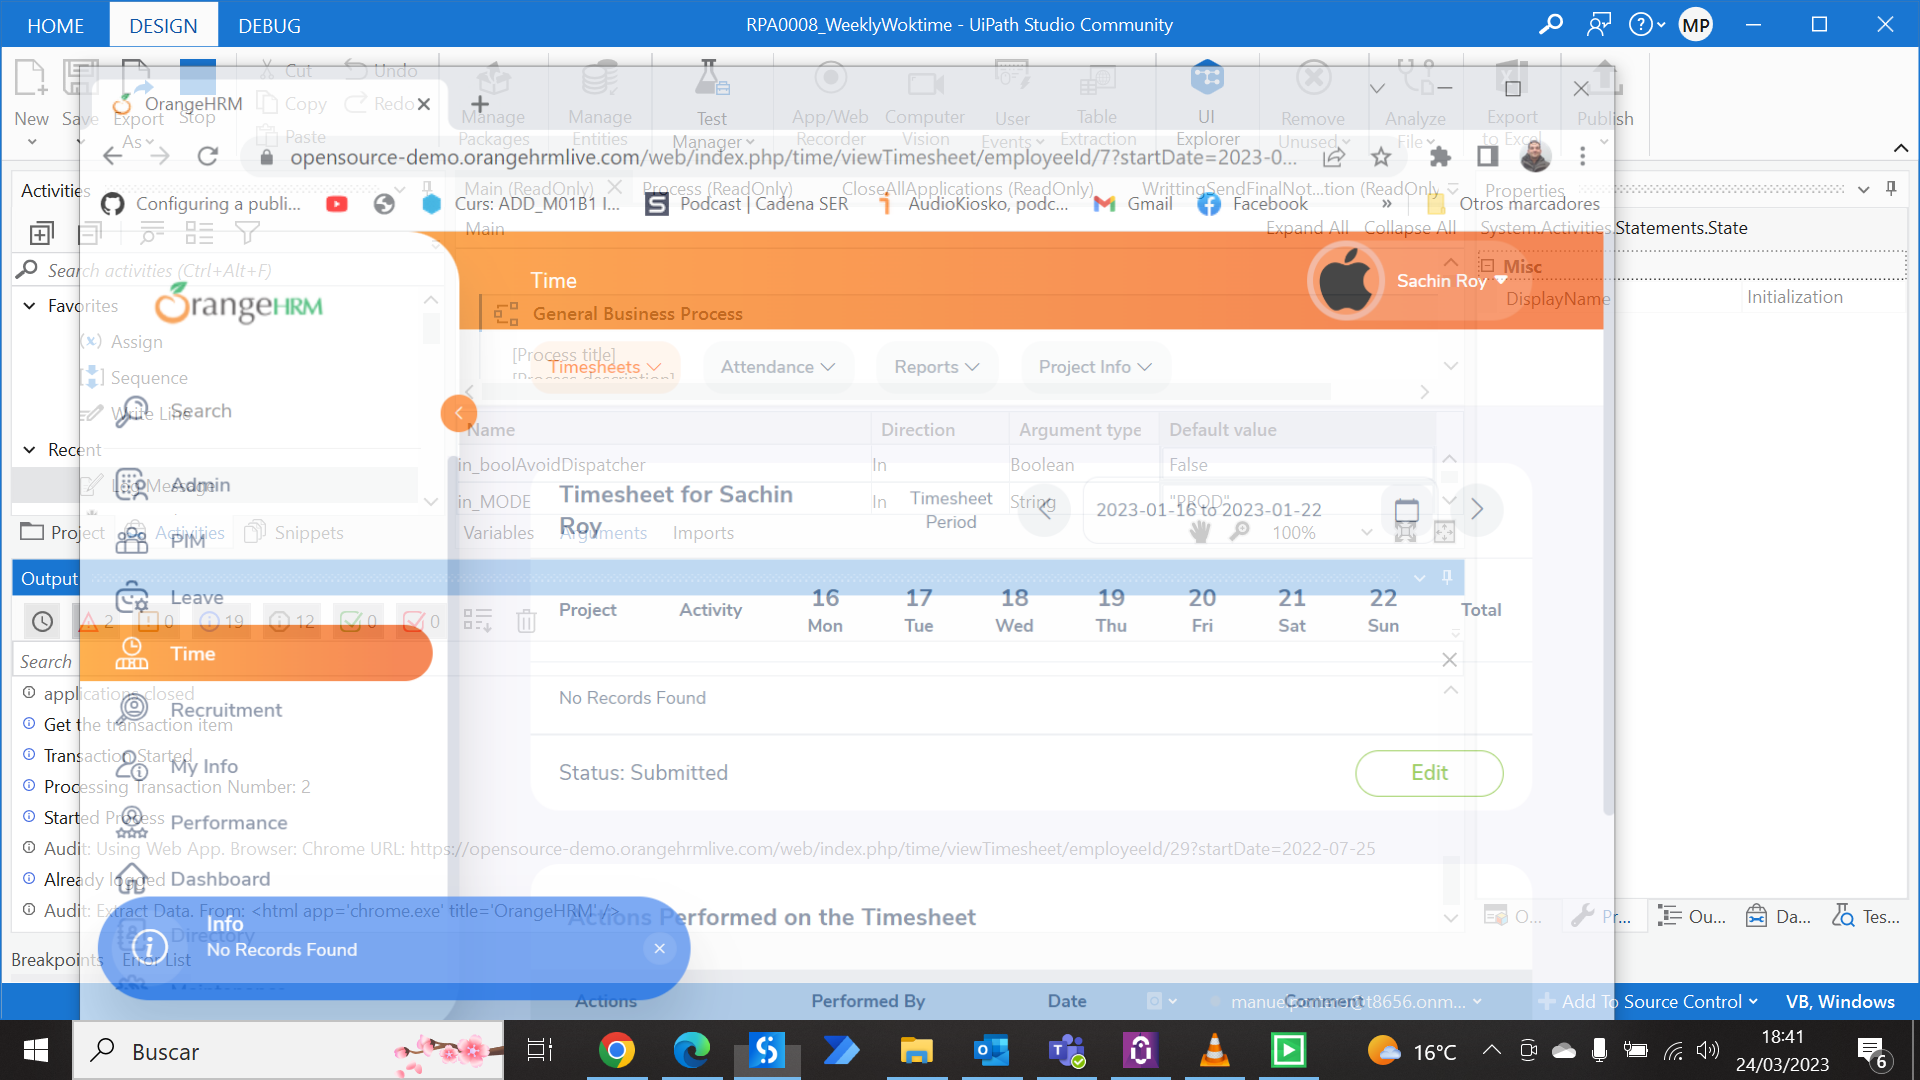 HOME DESIGN DEBUG RPA0008_WeeklyWoktime - UiPath Studio Community MP
New Save Export As Stop Cut Copy Paste Undo Redo Manage Packages Manage Entities Test Manager App/Web Recorder Computer Vision User Events Table Extraction UI Explorer Remove Unused Analyze File Export to Excel Publish
OrangeHRM
opensource-demo.orangehrmlive.com/web/index.php/time/viewTimesheet/employeeId/7?startDate=2023-0...
Activities
Main (ReadOnly) Process (ReadOnly) CloseAllApplications (ReadOnly) WrittingSendFinalNot...tion (ReadOnly Properties
Configuring a publi... Curs: ADD_M01B1 I... Podcast | Cadena SER AudioKiosko, podc... Gmail Facebook » Otros marcadores
Main Expand All Collapse All System.Activities.Statements.State
Search activities (Ctrl+Alt+F)
Misc
DisplayName Initialization
OrangeHRM
Time
Sachin Roy
Favorites
General Business Process
Assign
[Process title]
[Process description]
Timesheets Attendance Reports Project Info
Sequence
Write Line
Search
Name Direction Argument type Default value
Recent
in_boolAvoidDispatcher In Boolean False
Log Message
Admin
in_MODE In String "PROD"
Timesheet for Sachin Roy
Timesheet Period
2023-01-16 to 2023-01-22
Project Activities Snippets
Variables Arguments Imports 100%
PIM
Output
Leave
2 0 19 12 0 0
Project Activity 16 Mon 17 Tue 18 Wed 19 Thu 20 Fri 21 Sat 22 Sun Total
Search
Time
No Records Found
applications closed
Recruitment
Get the transaction item
Transaction Started
My Info
Status: Submitted Edit
Processing Transaction Number: 2
Started Process
Performance
Audit: Using Web App. Browser: Chrome URL: https://opensource-demo.orangehrmlive.com/web/index.php/time/viewTimesheet/employeeId/29?startDate=2022-07-25
Already logged
Dashboard
Audit: Extract Data. From: <html app='chrome.exe' title='OrangeHRM' />
Actions Performed on the Timesheet
O... Pr... Ou... Da... Tes...
Info
Directory
No Records Found
Breakpoints Error List
Maintenance
Actions Performed By Date Comment
Add To Source Control VB, Windows
Buscar
16°C
18:41
24/03/2023
6